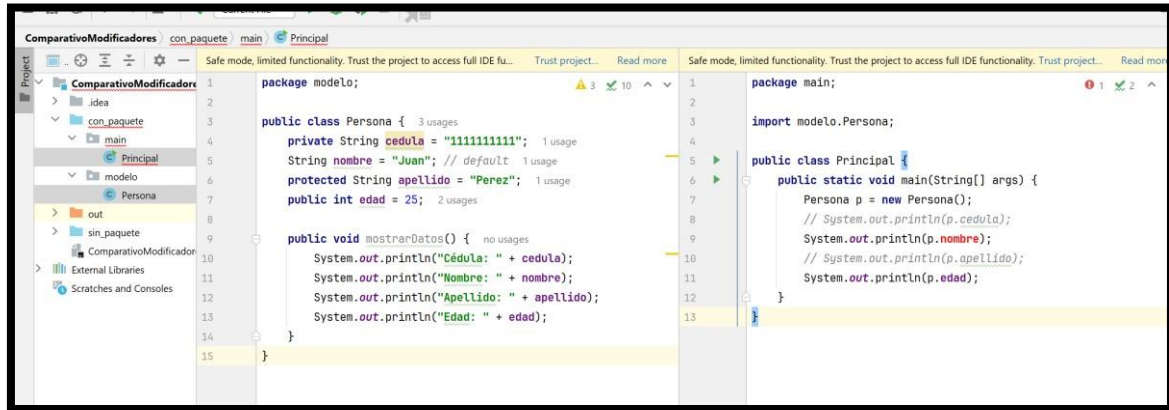 ComparativoModificadores con_paquete main Principal
Project
ComparativoModificadore
.idea
con_paquete
main
Principal
modelo
Persona
out
sin_paquete
ComparativoModificador
External Libraries
Scratches and Consoles
Safe mode, limited functionality. Trust the project to access full IDE fu... Trust project... Read more
3 10
1 package modelo;
2
3 public class Persona { 3 usages
4 private String cedula = "1111111111"; 1 usage
5 String nombre = "Juan"; // default 1 usage
6 protected String apellido = "Perez"; 1 usage
7 public int edad = 25; 2 usages
8
9 public void mostrarDatos() { no usages
10 System.out.println("Cédula: " + cedula);
11 System.out.println("Nombre: " + nombre);
12 System.out.println("Apellido: " + apellido);
13 System.out.println("Edad: " + edad);
14 }
15 }
Safe mode, limited functionality. Trust the project to access full IDE functionality. Trust project... Read mor
1 2
1 package main;
2
3 import modelo.Persona;
4
5 public class Principal {
6 public static void main(String[] args) {
7 Persona p = new Persona();
8 // System.out.println(p.cedula);
9 System.out.println(p.nombre);
10 // System.out.println(p.apellido);
11 System.out.println(p.edad);
12 }
13 }